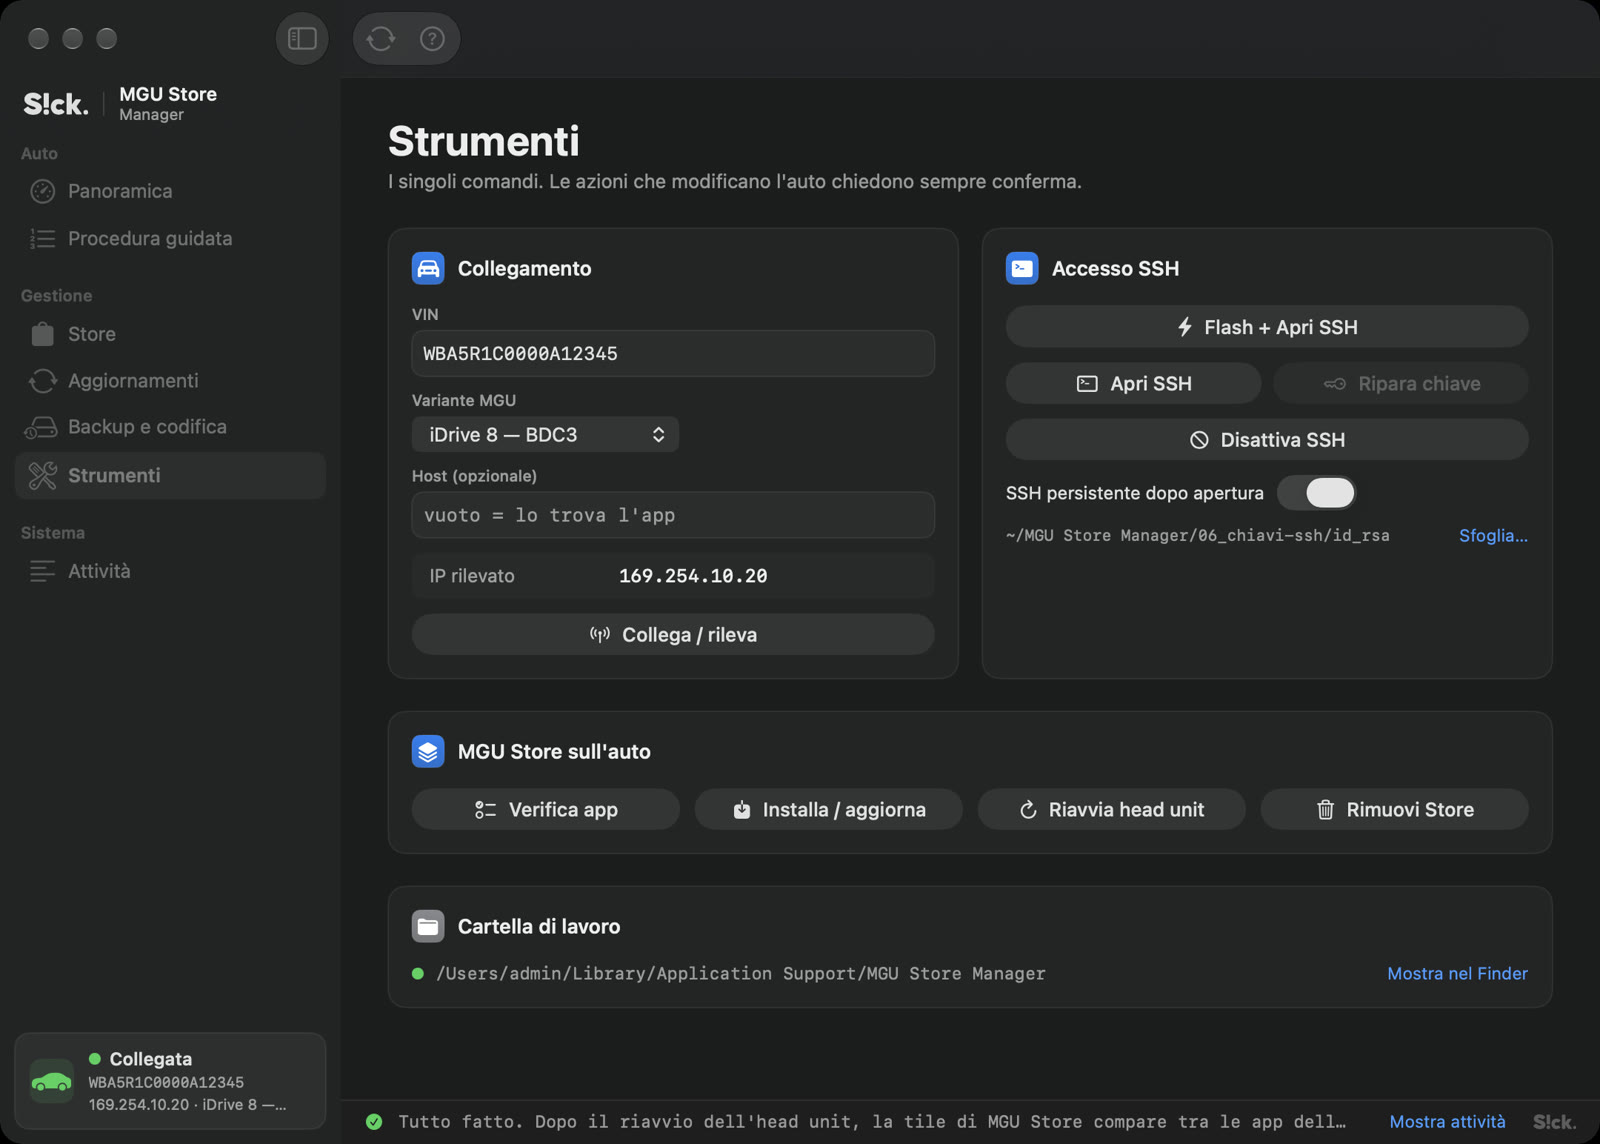 S!ck.
MGU Store
Manager
Auto
Panoramica
Procedura guidata
Gestione
Store
Aggiornamenti
Backup e codifica
Strumenti
Sistema
Attività
Collegata
WBA5R1C0000A12345
169.254.10.20 · iDrive 8 —...
Strumenti
I singoli comandi. Le azioni che modificano l'auto chiedono sempre conferma.
Collegamento
VIN
WBA5R1C0000A12345
Variante MGU
iDrive 8 — BDC3
Host (opzionale)
vuoto = lo trova l'app
IP rilevato 169.254.10.20
Collega / rileva
Accesso SSH
Flash + Apri SSH
Apri SSH
Ripara chiave
Disattiva SSH
SSH persistente dopo apertura
~/MGU Store Manager/06_chiavi-ssh/id_rsa
Sfoglia...
MGU Store sull'auto
Verifica app
Installa / aggiorna
Riavvia head unit
Rimuovi Store
Cartella di lavoro
/Users/admin/Library/Application Support/MGU Store Manager
Mostra nel Finder
Tutto fatto. Dopo il riavvio dell'head unit, la tile di MGU Store compare tra le app dell…
Mostra attività
S!ck.